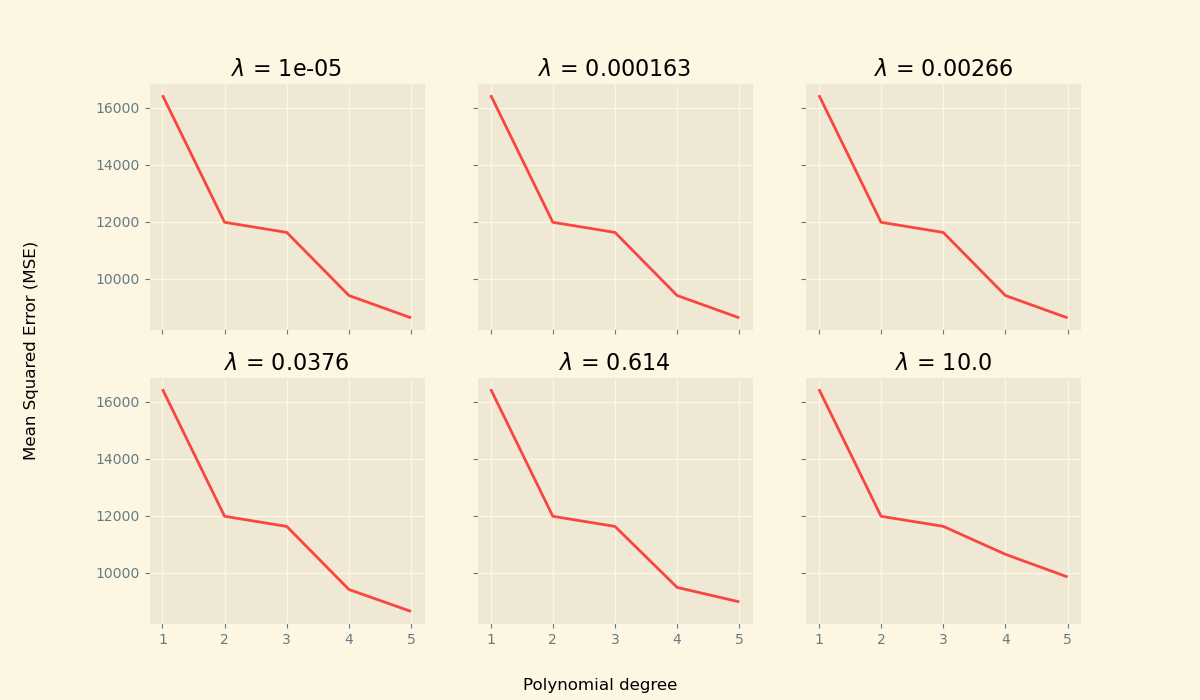 λ = 1e-05
λ = 0.000163
λ = 0.00266
16000
14000
12000
10000
λ = 0.0376
λ = 0.614
λ = 10.0
16000
14000
12000
10000
1 2 3 4 5
1 2 3 4 5
1 2 3 4 5
Mean Squared Error (MSE)
Polynomial degree